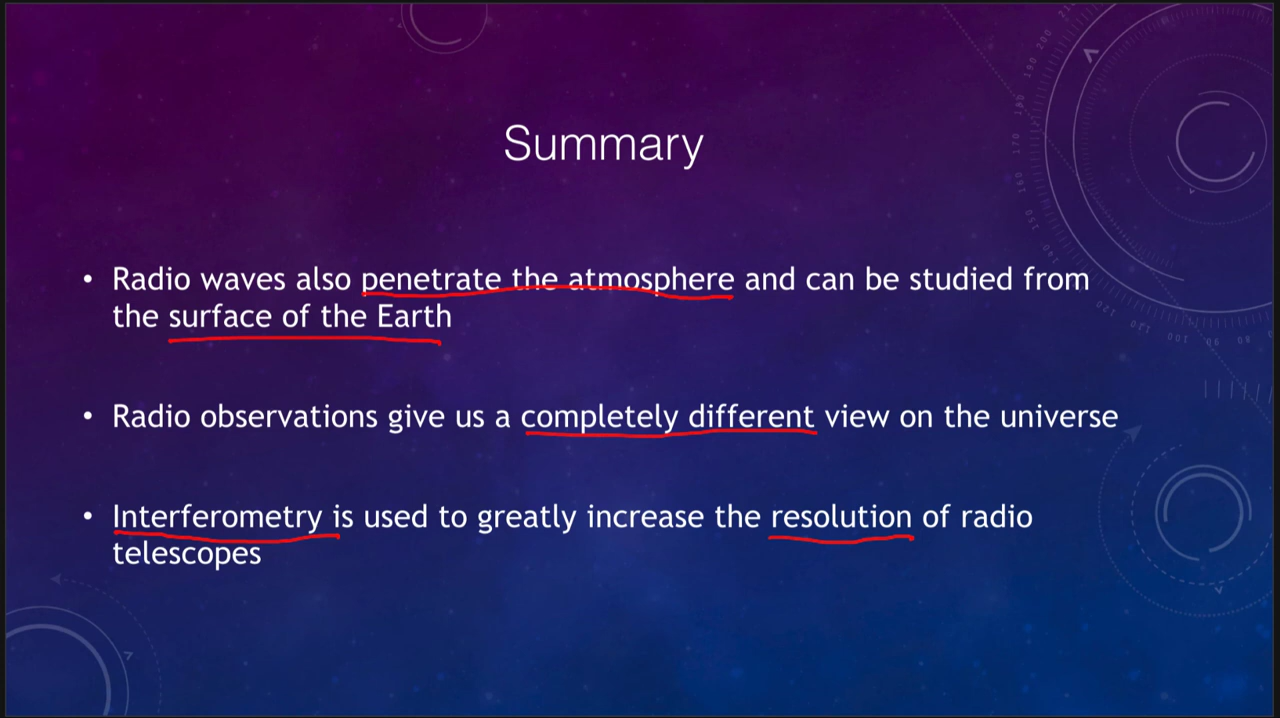 Summary
• Radio waves also penetrate the atmosphere and can be studied from
the surface of the Earth
• Radio observations give us a completely different view on the universe
• Interferometry is used to greatly increase the resolution of radio
telescopes